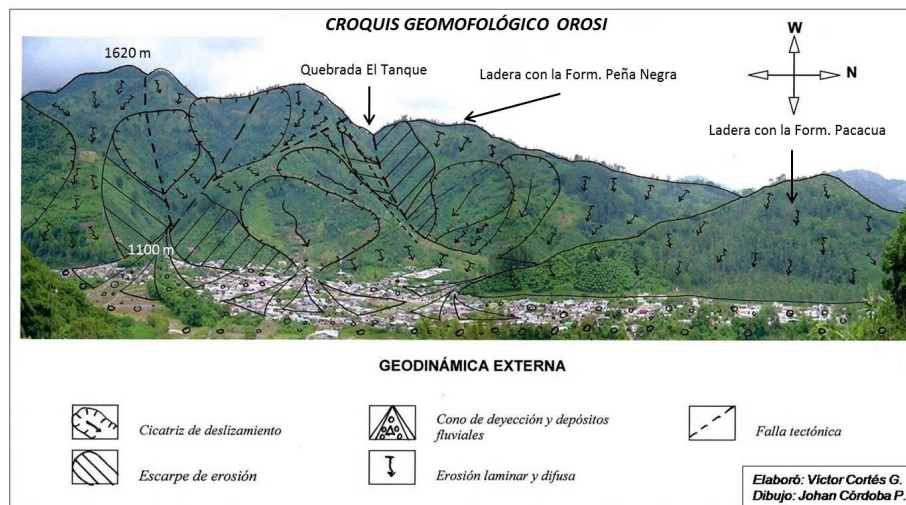 CROQUIS GEOMOFOLÓGICO OROSI
1620 m
Quebrada El Tanque
Ladera con la Form. Peña Negra
W
N
Ladera con la Form. Pacacua
1100 m
GEODINÁMICA EXTERNA
Cicatriz de deslizamiento
Cono de deyección y depósitos
fluviales
Falla tectónica
Escarpe de erosión
Erosión laminar y difusa
Elaboró: Víctor Cortés G.
Dibujo: Johan Córdoba P.